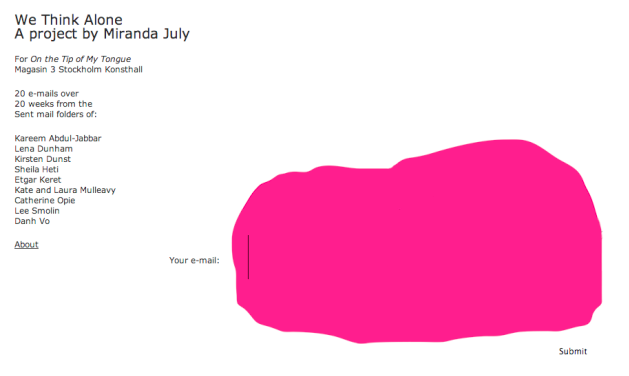 We Think Alone
A project by Miranda July
For On the Tip of My Tongue
Magasin 3 Stockholm Konsthall
20 e-mails over
20 weeks from the
Sent mail folders of:
Kareem Abdul-Jabbar
Lena Dunham
Kirsten Dunst
Sheila Heti
Etgar Keret
Kate and Laura Mulleavy
Catherine Opie
Lee Smolin
Danh Vo
About
Your e-mail:
Submit